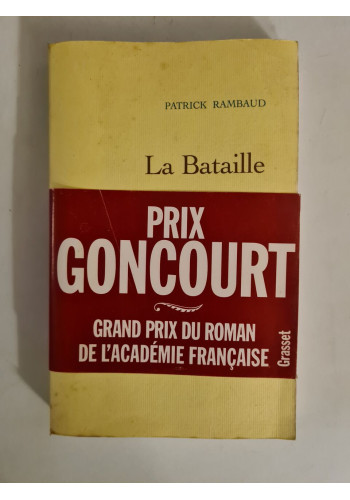 PATRICK RAMBAUD
La Bataille
PRIX
GONCOURT
GRAND PRIX DU ROMAN
DE L'ACADÉMIE FRANÇAISE
Grasset